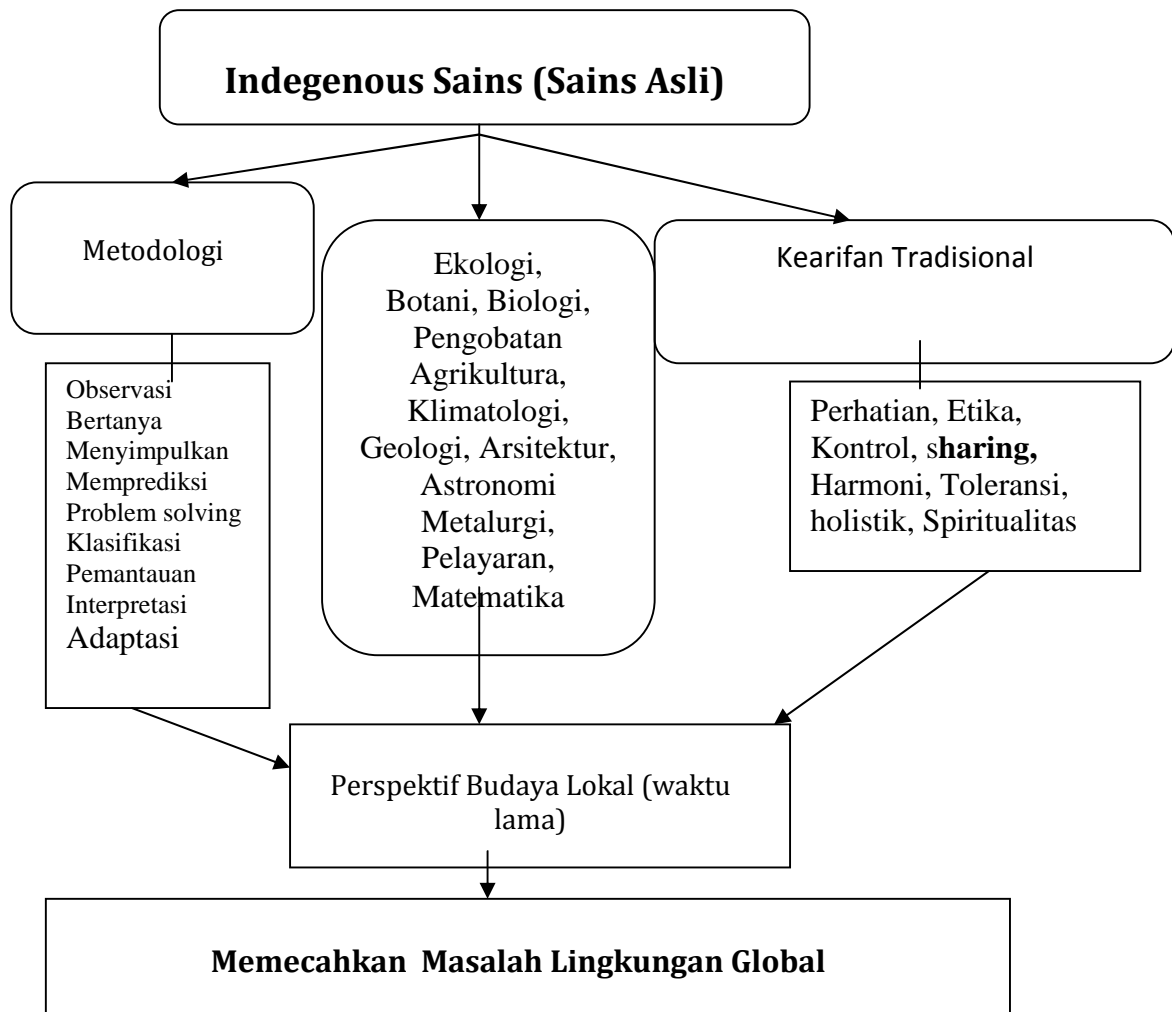 Indegenous Sains (Sains Asli)
Metodologi
Observasi
Bertanya
Menyimpulkan
Memprediksi
Problem solving
Klasifikasi
Pemantauan
Interpretasi
Adaptasi
Ekologi,
Botani, Biologi,
Pengobatan
Agrikultura,
Klimatologi,
Geologi, Arsitektur,
Astronomi
Metalurgi,
Pelayaran,
Matematika
Kearifan Tradisional
Perhatian, Etika,
Kontrol, sharing,
Harmoni, Toleransi,
holistik, Spiritualitas
Perspektif Budaya Lokal (waktu
lama)
Memecahkan Masalah Lingkungan Global